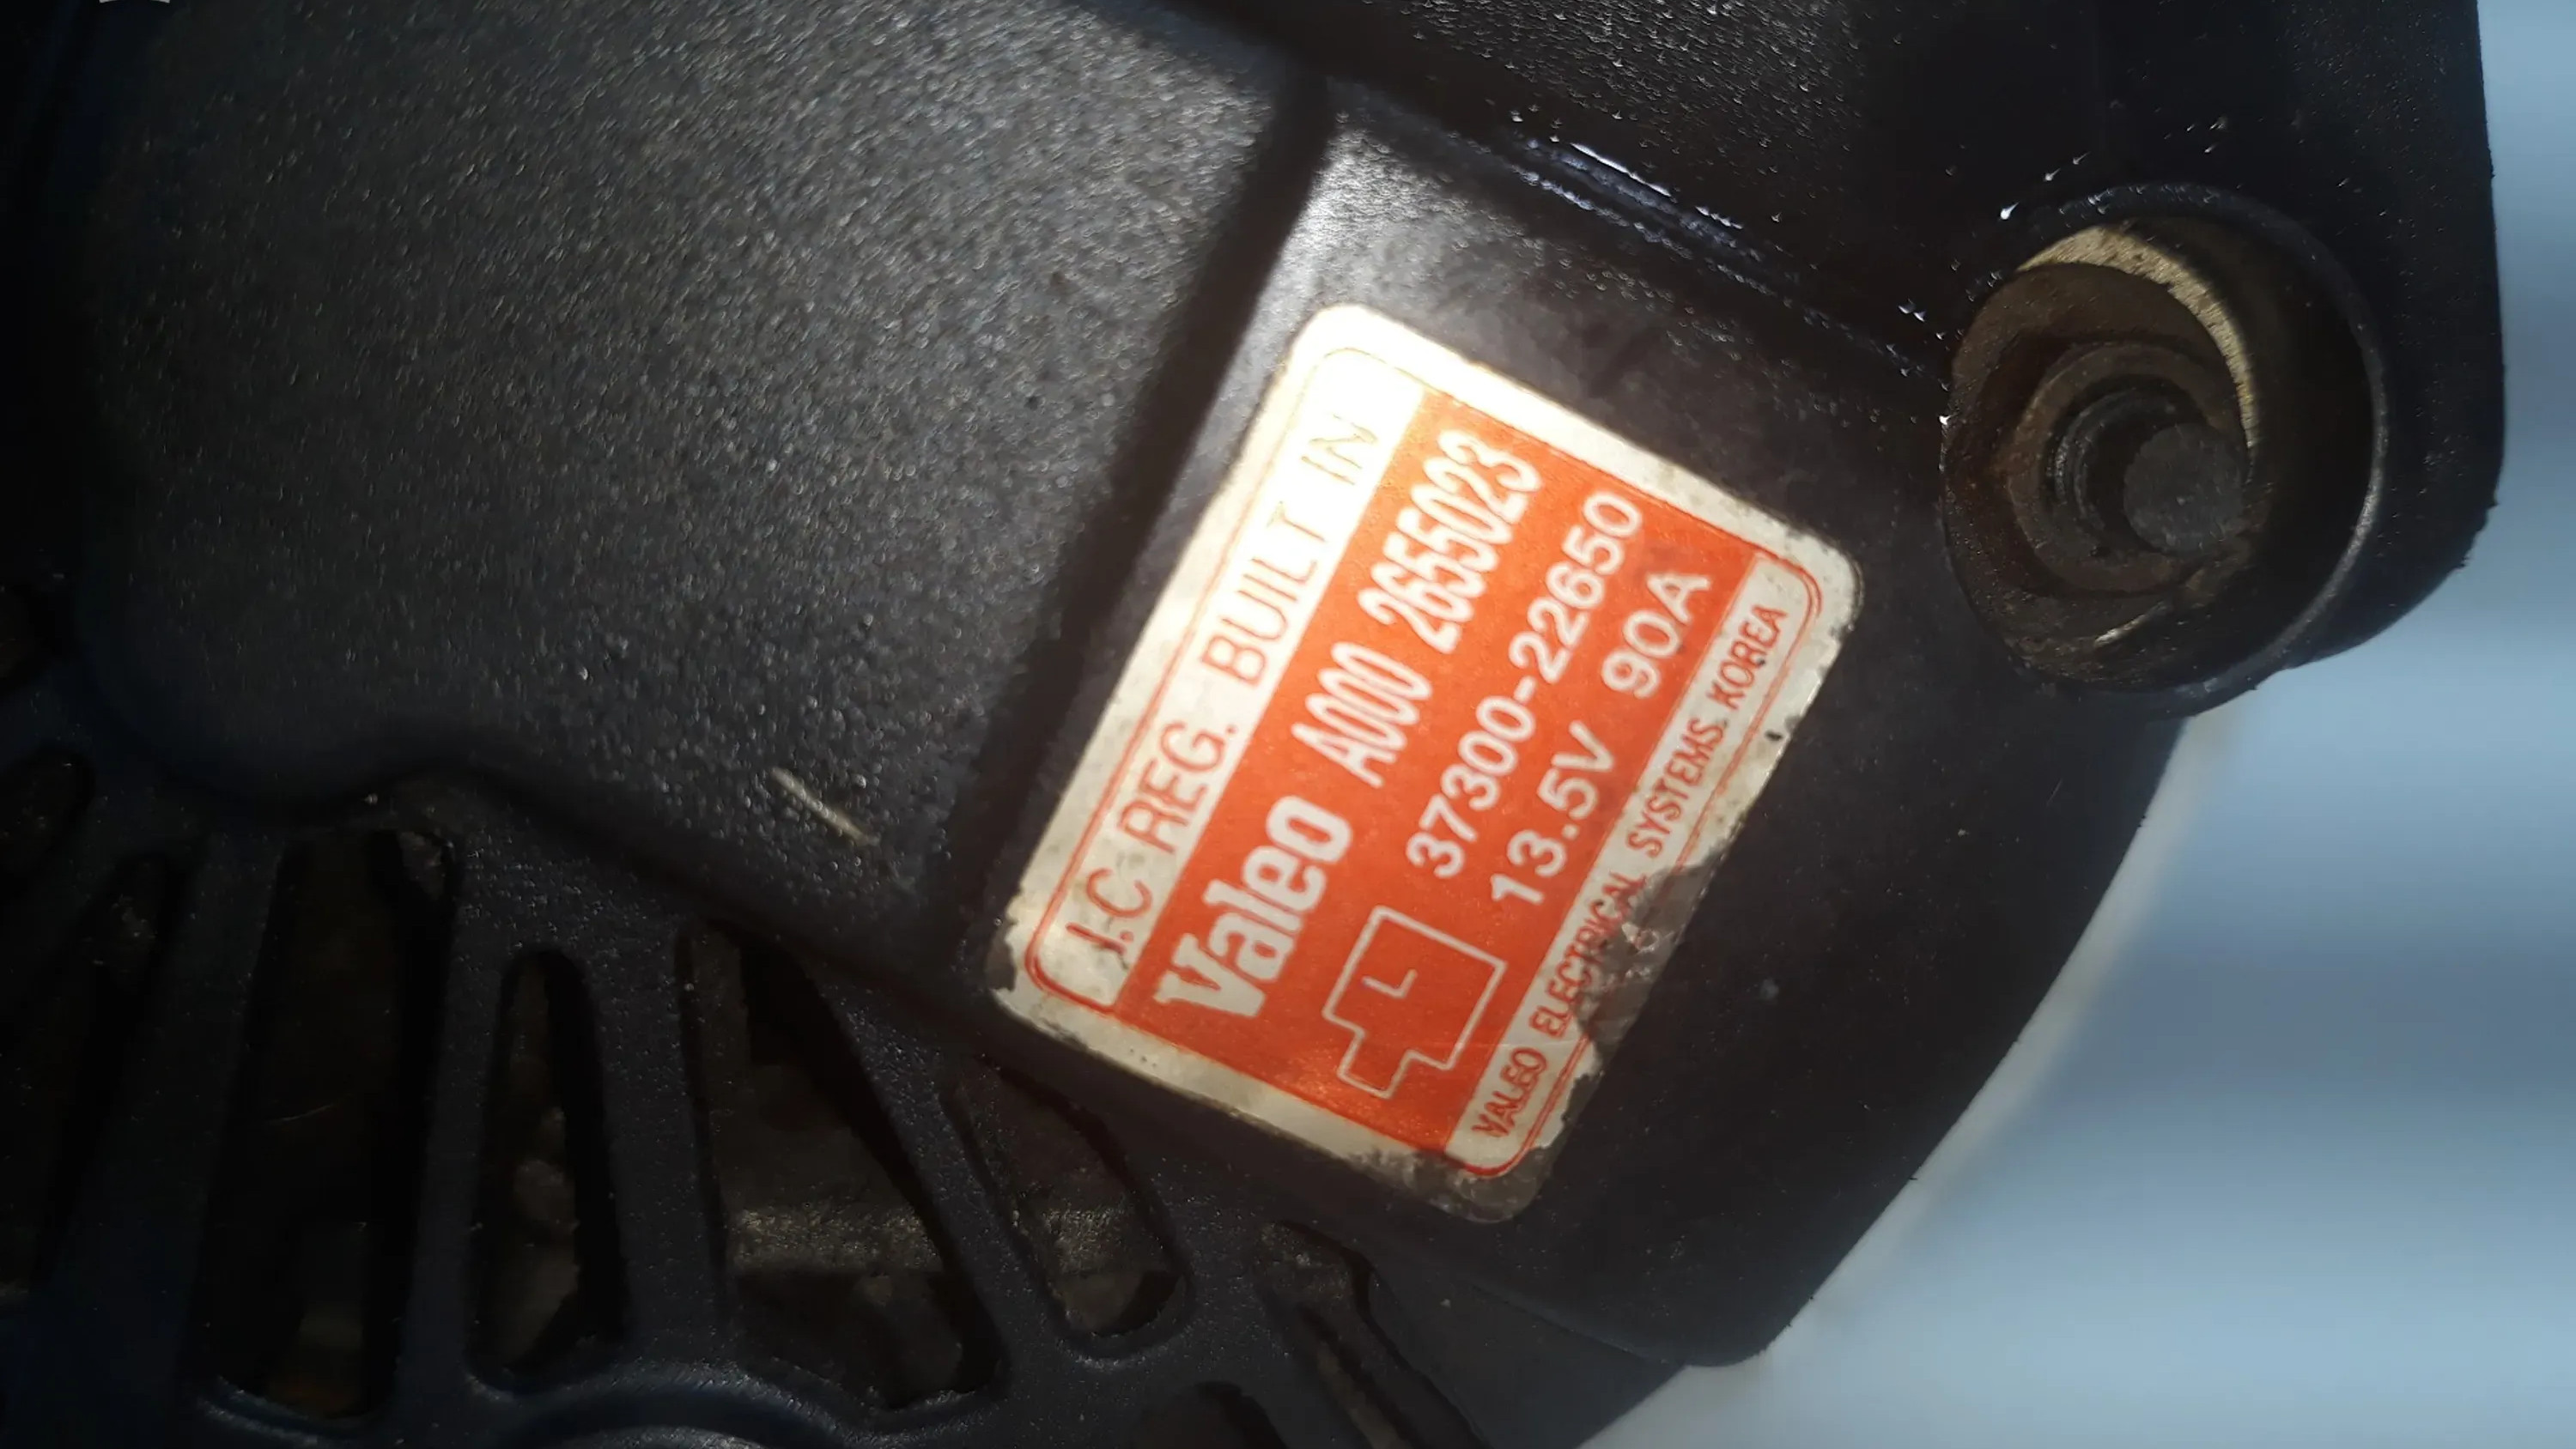 I.C REG. BUILT IN
Valeo A000 2655023
37300-22650
L 13.5V 90A
VALEO ELECTRICAL SYSTEMS. KOREA